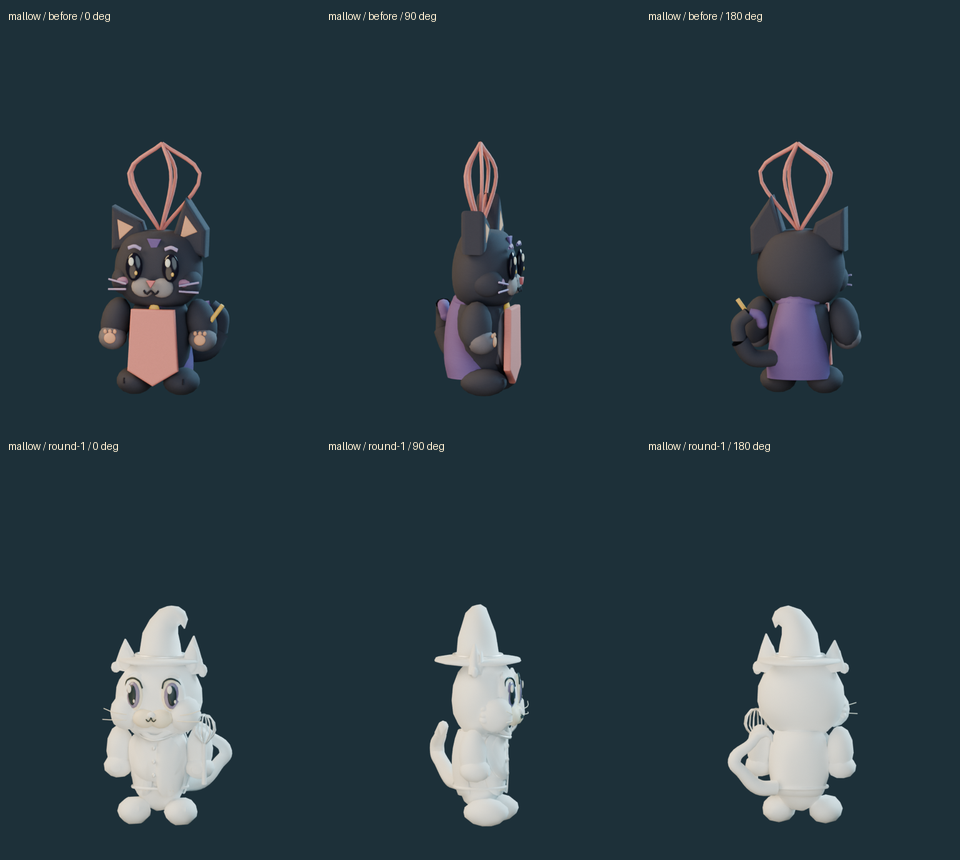 mallow / before / 0 deg
mallow / before / 90 deg
mallow / before / 180 deg
mallow / round-1 / 0 deg
mallow / round-1 / 90 deg
mallow / round-1 / 180 deg